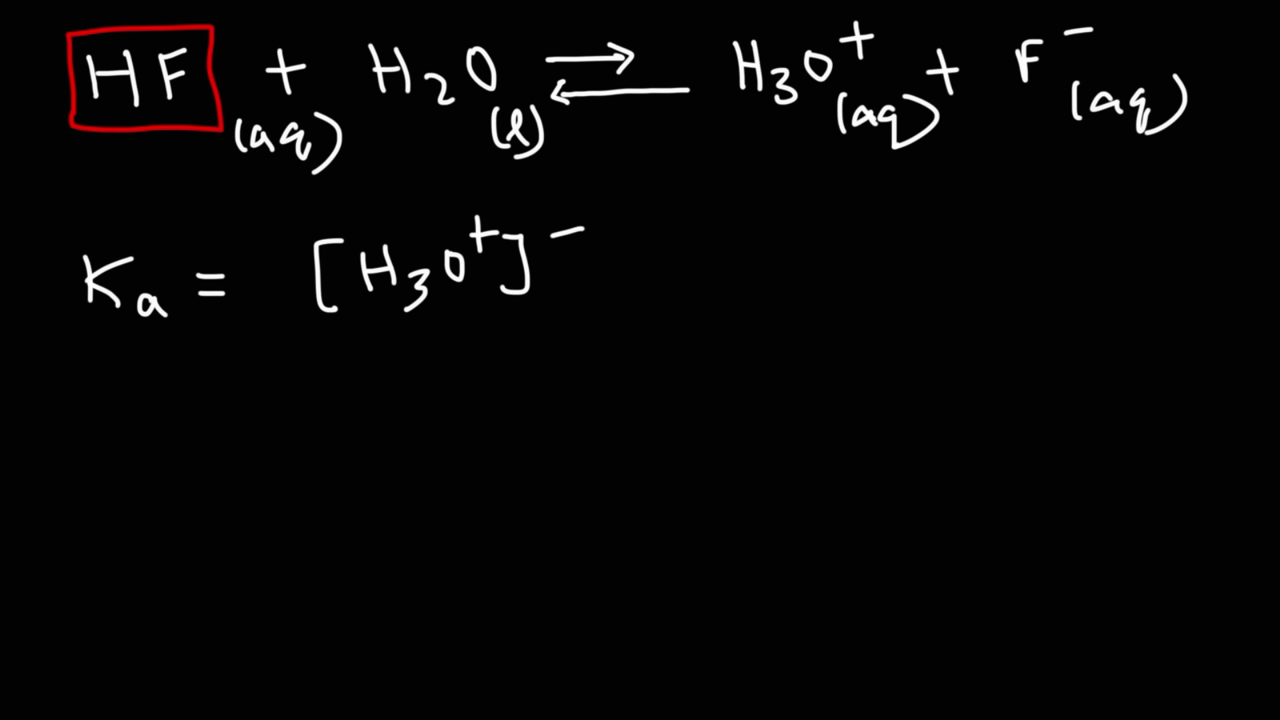 HF (aq) + H₂O (l) ⇌ H₃O⁺ (aq) + F⁻ (aq)
Kₐ = [H₃O⁺] −